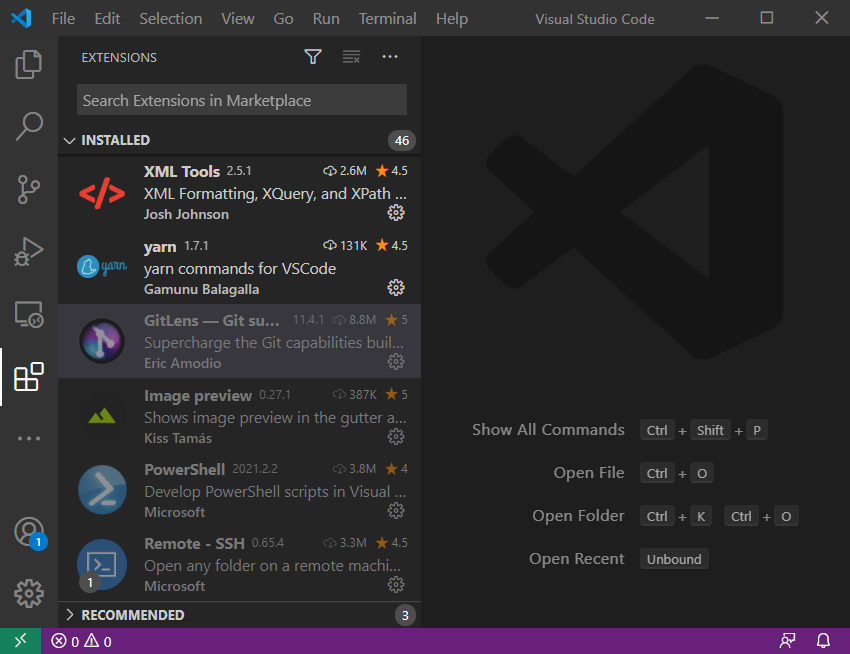 File Edit Selection View Go Run Terminal Help Visual Studio Code
EXTENSIONS
Search Extensions in Marketplace
INSTALLED 46
XML Tools 2.5.1 2.6M 4.5
XML Formatting, XQuery, and XPath ...
Josh Johnson
yarn 1.7.1 131K 4.5
yarn
yarn commands for VSCode
Gamunu Balagalla
GitLens — Git su... 11.4.1 8.8M 5
Supercharge the Git capabilities buil...
Eric Amodio
Image preview 0.27.1 387K 5
Shows image preview in the gutter a...
Kiss Tamás
PowerShell 2021.2.2 3.8M 4
Develop PowerShell scripts in Visual ...
Microsoft
Remote - SSH 0.65.4 3.3M 4.5
Open any folder on a remote machi...
1
Microsoft
RECOMMENDED 3
Show All Commands Ctrl + Shift + P
Open File Ctrl + O
Open Folder Ctrl + K Ctrl + O
Open Recent Unbound
1
0 0